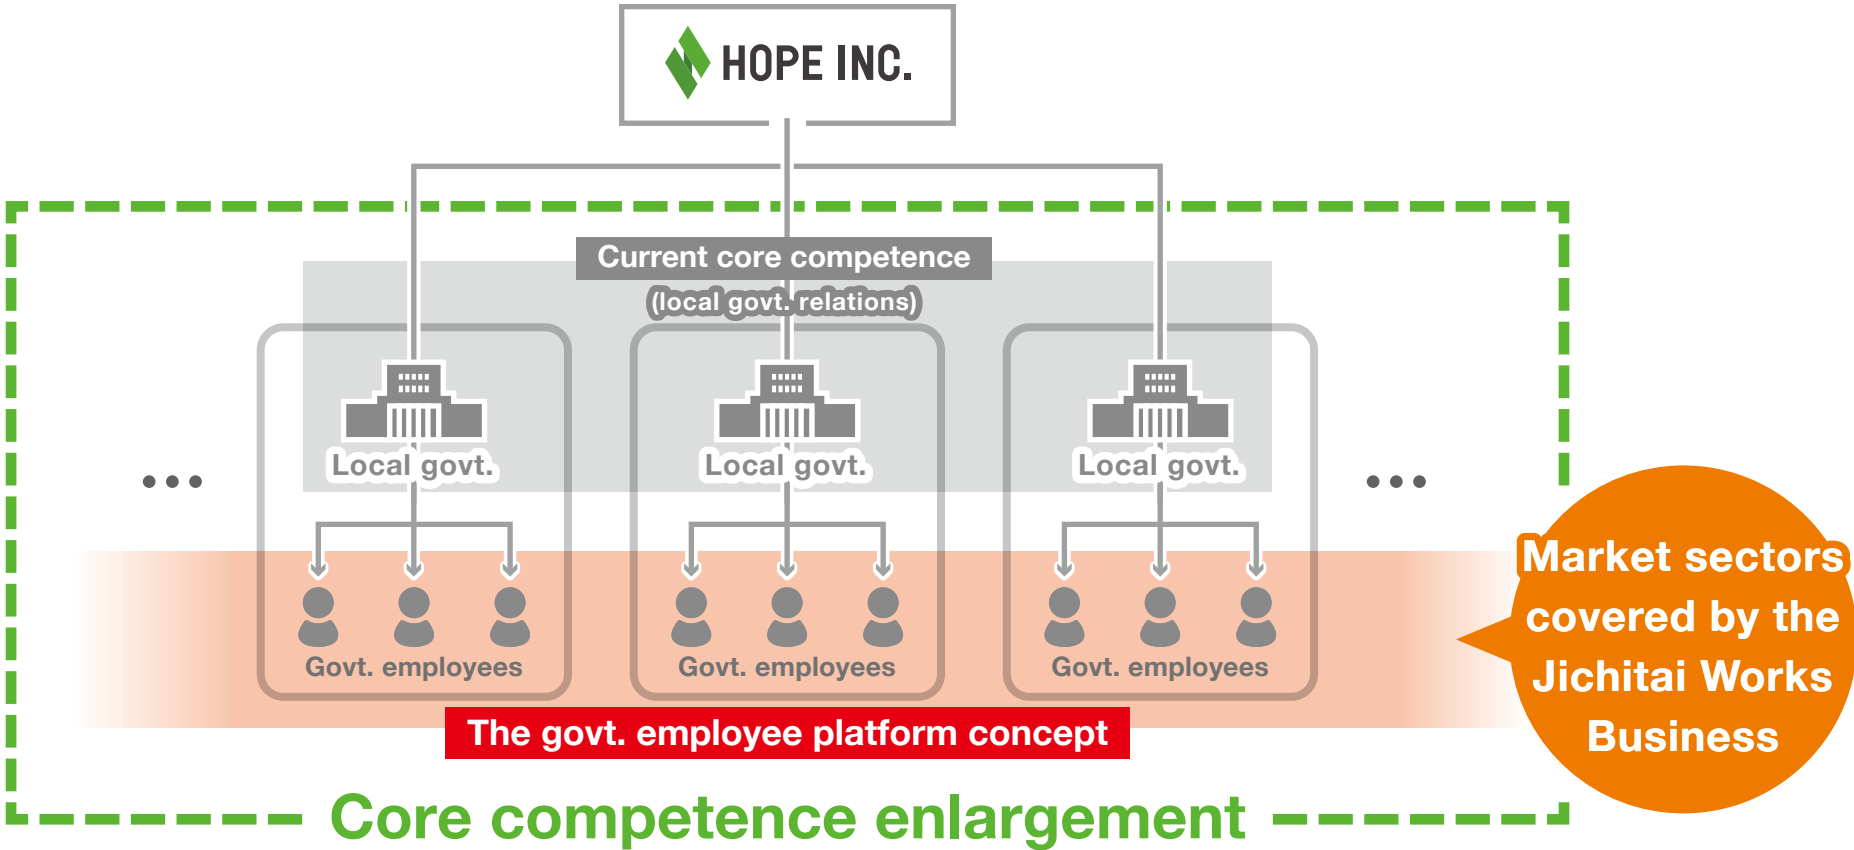 HOPE INC.
Current core competence
(local govt. relations)
Local govt.
Local govt.
Local govt.
Govt. employees
Govt. employees
Govt. employees
The govt. employee platform concept
Core competence enlargement
Market sectors
covered by the
Jichitai Works
Business